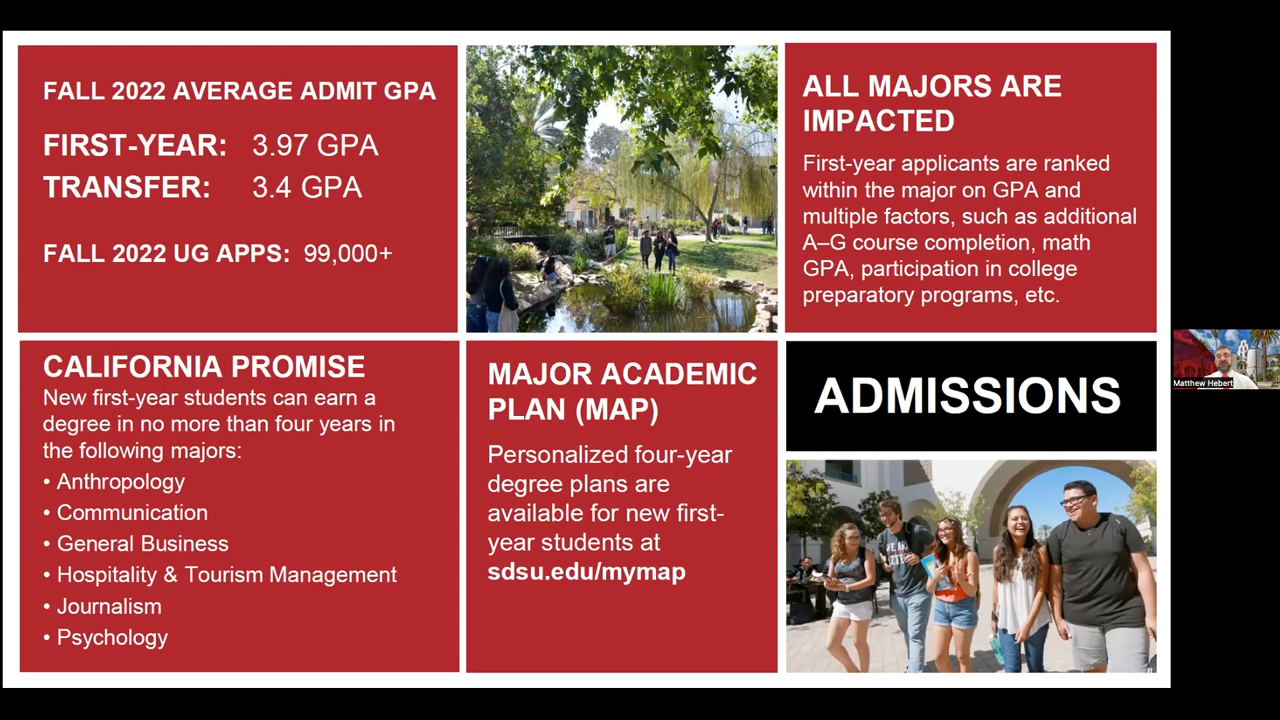 FALL 2022 AVERAGE ADMIT GPA
FIRST-YEAR: 3.97 GPA
TRANSFER: 3.4 GPA
FALL 2022 UG APPS: 99,000+
ALL MAJORS ARE
IMPACTED
First-year applicants are ranked
within the major on GPA and
multiple factors, such as additional
A–G course completion, math
GPA, participation in college
preparatory programs, etc.
CALIFORNIA PROMISE
New first-year students can earn a
degree in no more than four years in
the following majors:
• Anthropology
• Communication
• General Business
• Hospitality & Tourism Management
• Journalism
• Psychology
MAJOR ACADEMIC
PLAN (MAP)
Personalized four-year
degree plans are
available for new first-
year students at
sdsu.edu/mymap
ADMISSIONS
Matthew Hebert